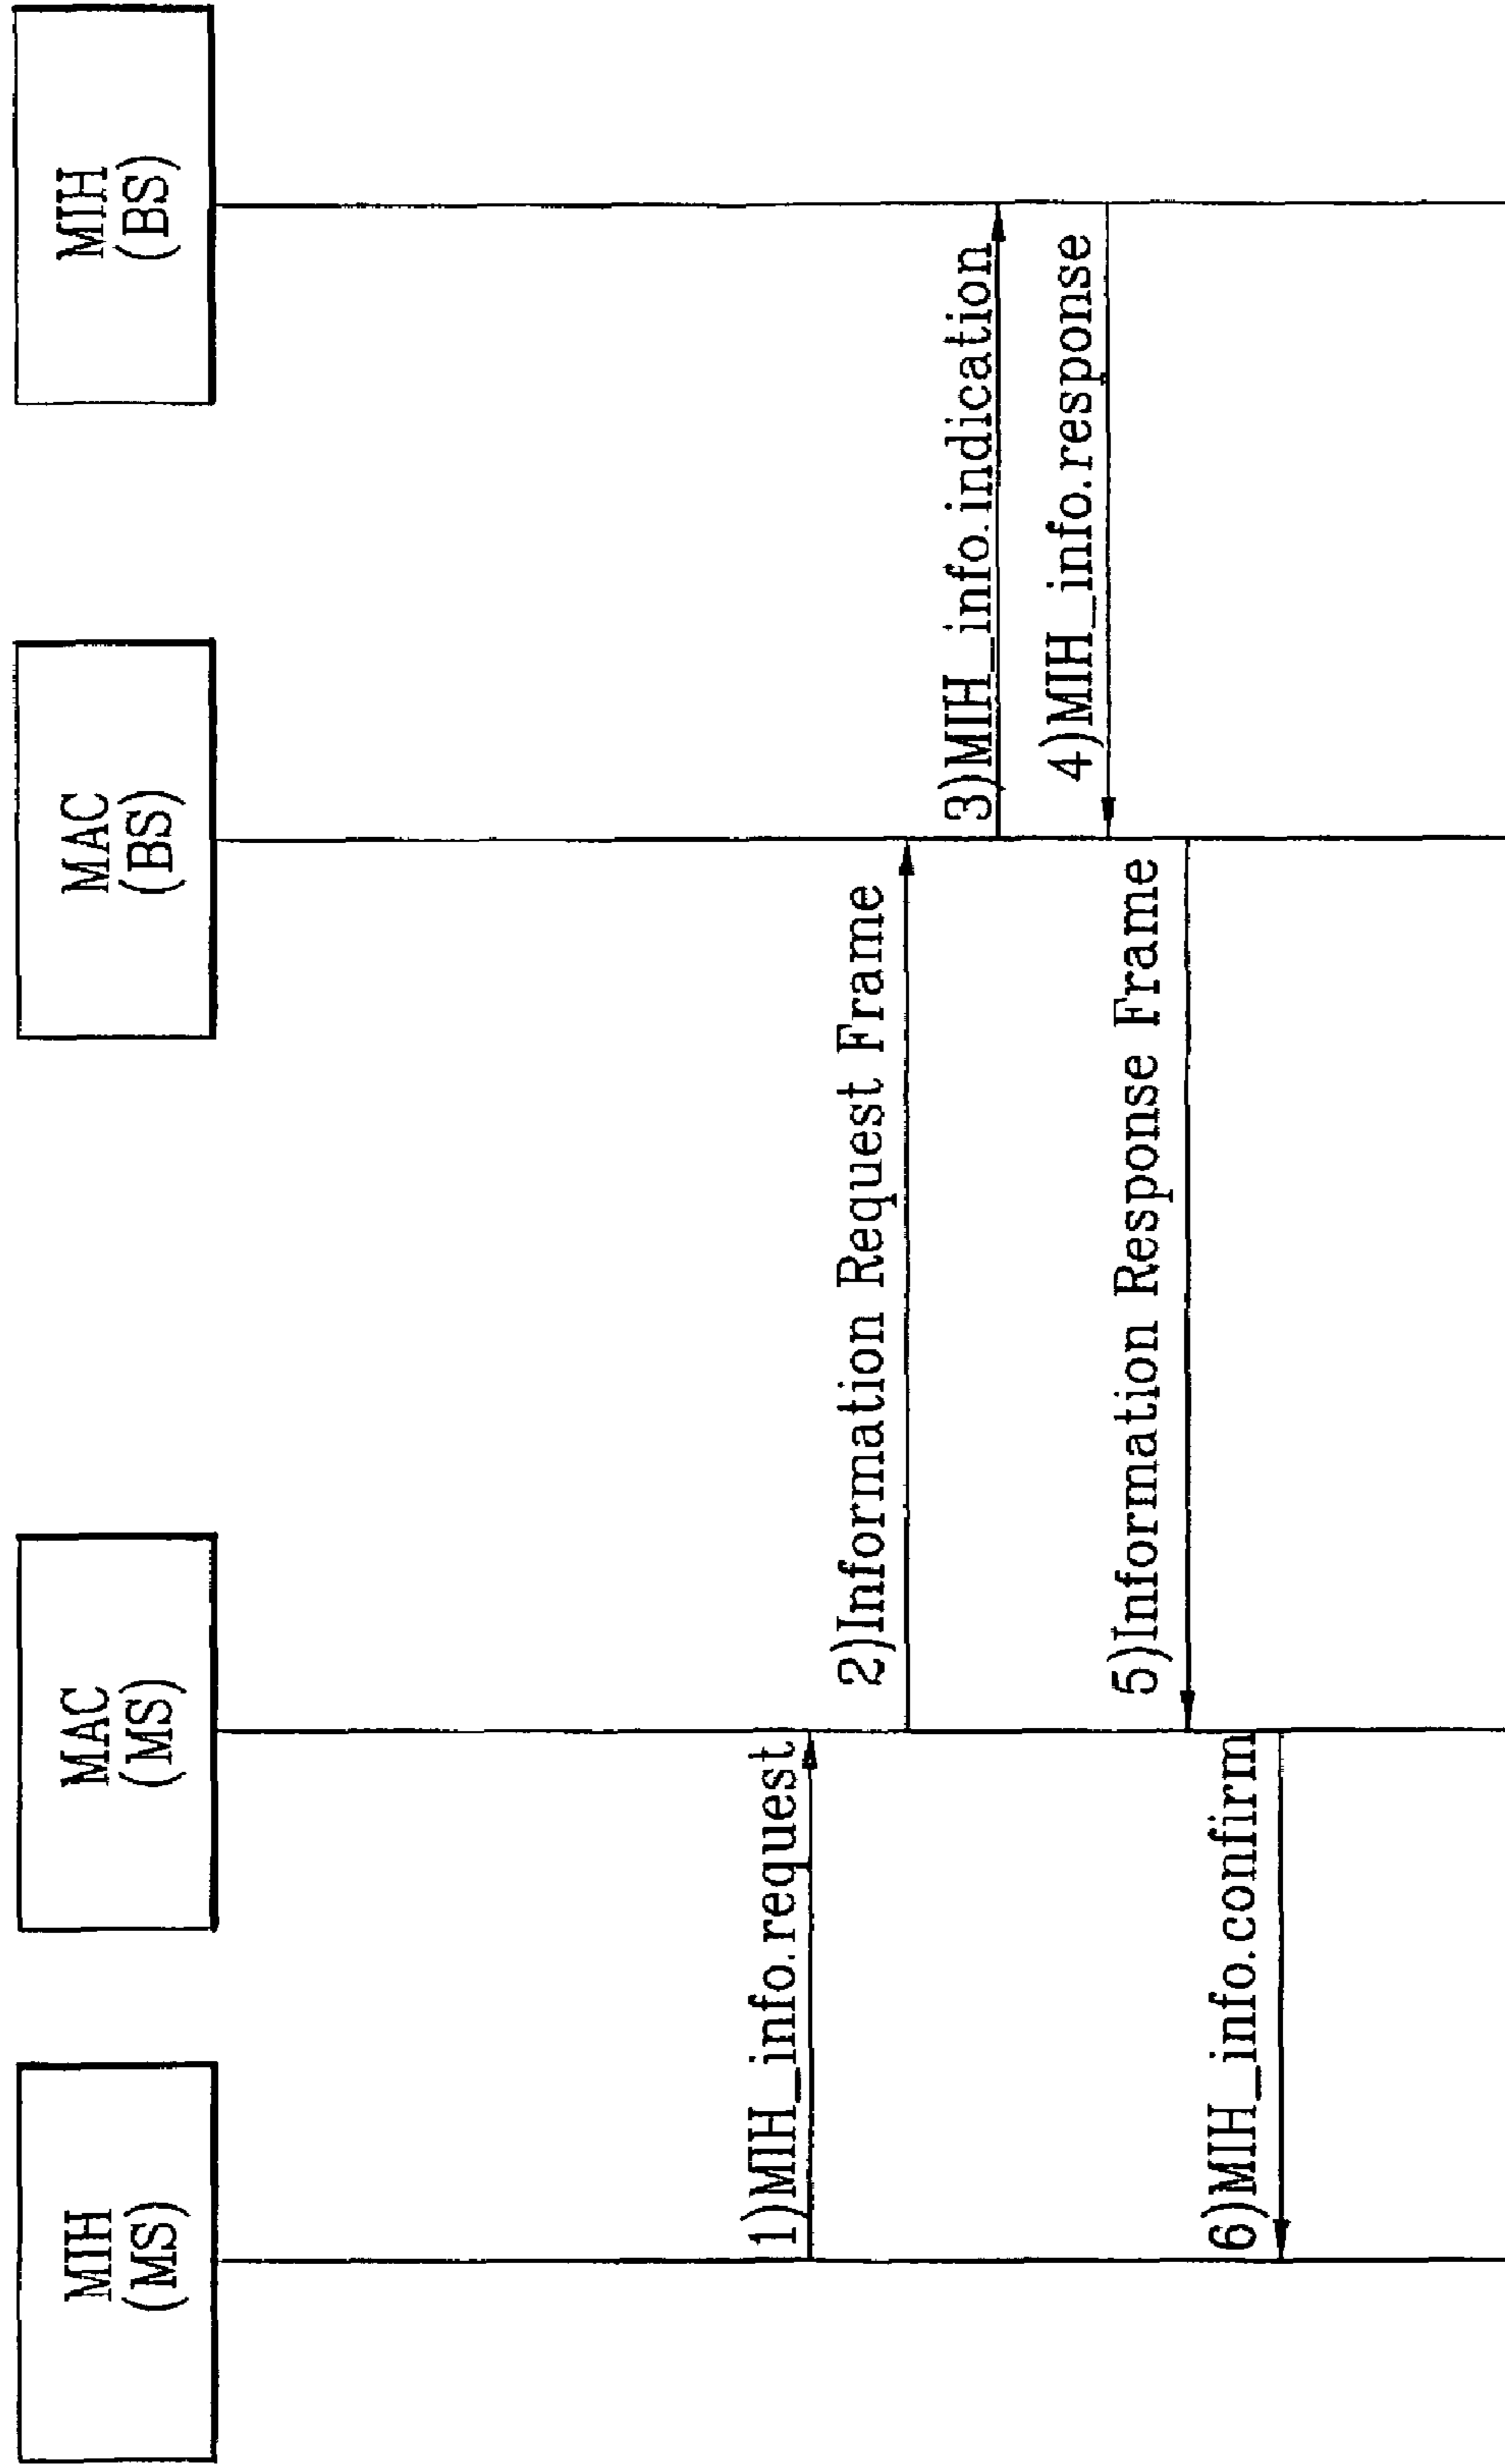 MIH
(MS)
MAC
(MS)
MAC
(BS)
MIH
(BS)
1)MIH_info.request
2)Information Request Frame
3)MIH_info.indication
4)MIH_info.response
5)Information Response Frame
6)MIH_info.confirm